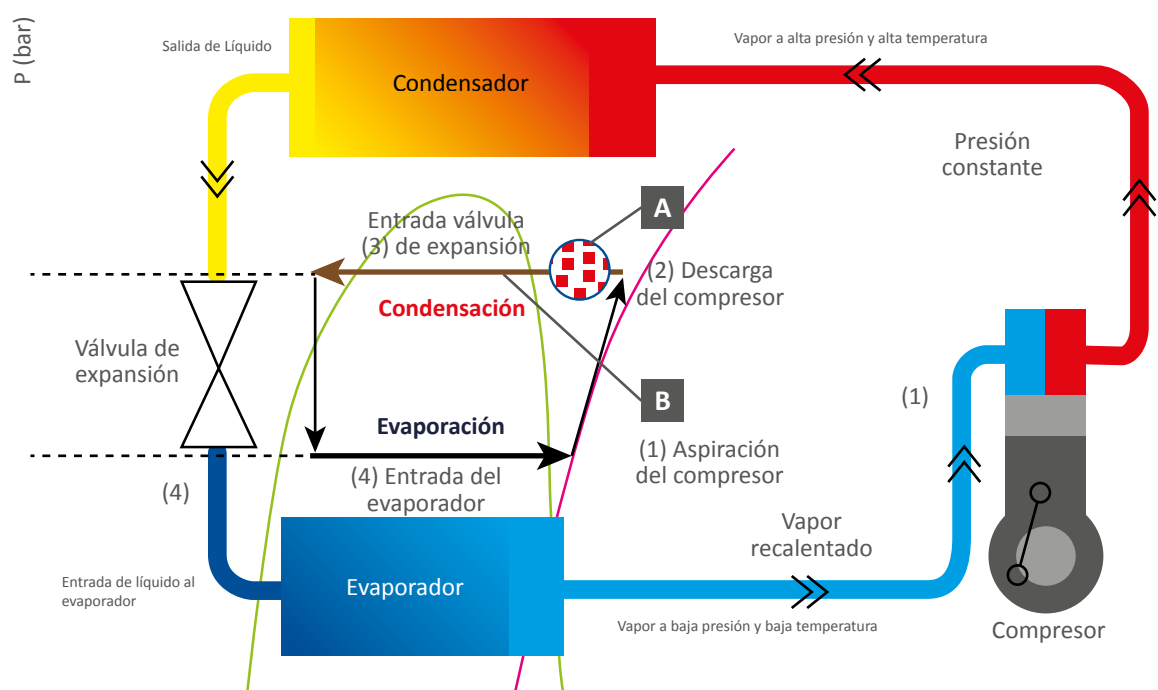 P (bar)
Salida de Líquido
Condensador
Vapor a alta presión y alta temperatura
Presión
constante
A
Entrada válvula
(3) de expansión
(2) Descarga
del compresor
Condensación
Válvula de
expansión
B
(1)
Evaporación
(1) Aspiración
del compresor
(4) Entrada del
evaporador
(4)
Vapor
recalentado
Entrada de líquido al
evaporador
Evaporador
Vapor a baja presión y baja temperatura
Compresor